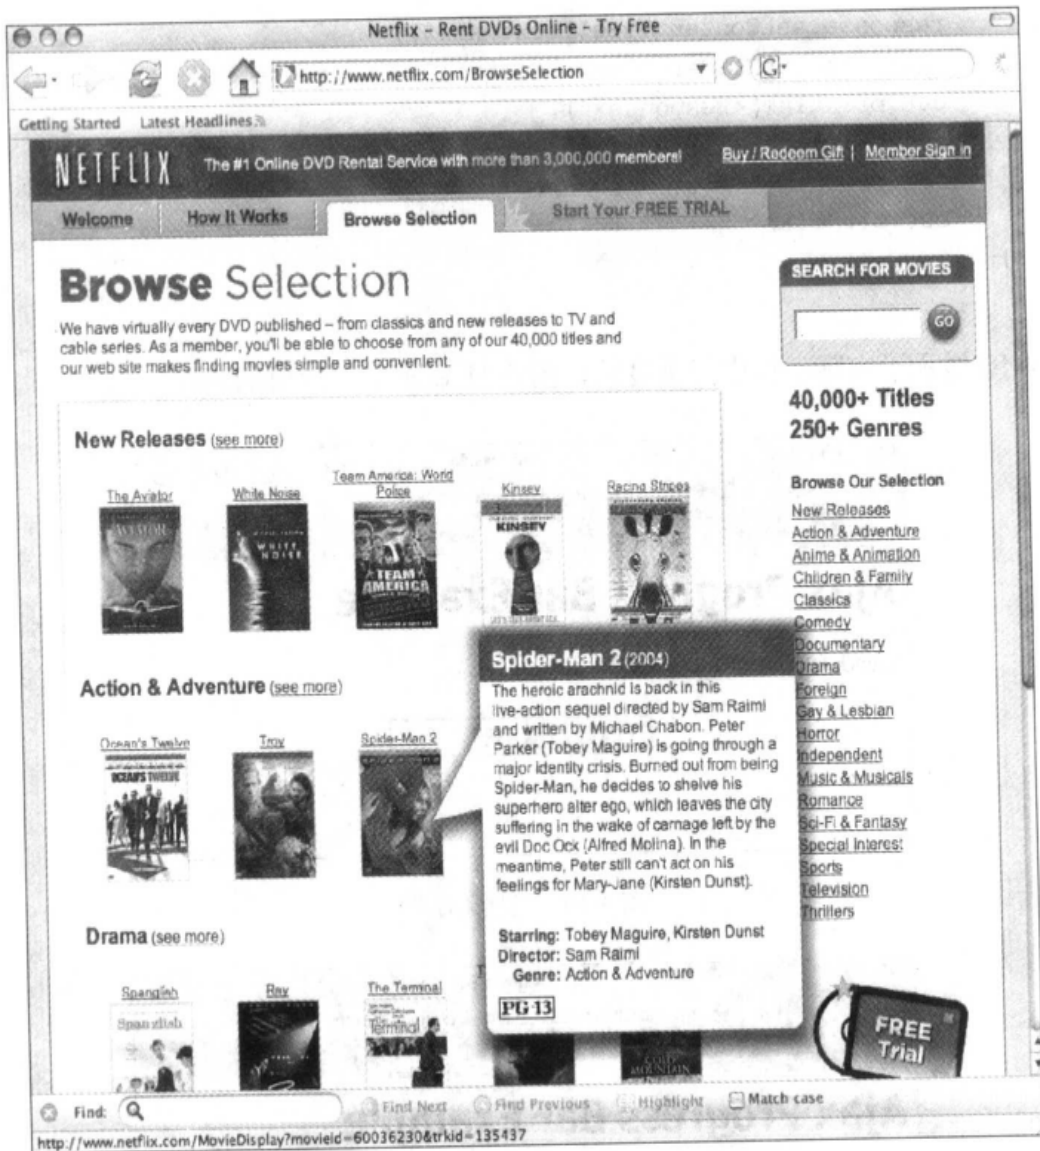 Netflix – Rent DVDs Online – Try Free
http://www.netflix.com/BrowseSelection
G
Getting Started Latest Headlines
NETFLIX The #1 Online DVD Rental Service with more than 3,000,000 members! Buy / Redeem Gift | Member Sign In
Welcome How It Works Browse Selection Start Your FREE TRIAL
Browse Selection
We have virtually every DVD published – from classics and new releases to TV and
cable series. As a member, you'll be able to choose from any of our 40,000 titles and
our web site makes finding movies simple and convenient.
SEARCH FOR MOVIES
GO
40,000+ Titles
250+ Genres
Browse Our Selection
New Releases
Action & Adventure
Anime & Animation
Children & Family
Classics
Comedy
Documentary
Drama
Foreign
Gay & Lesbian
Horror
Independent
Music & Musicals
Romance
Sci-Fi & Fantasy
Special Interest
Sports
Television
Thrillers
FREE
Trial
New Releases (see more)
The Aviator
White Noise
Team America: World
Police
Kinsey
Racing Stripes
AVIATOR
WHITE
NOISE
TEAM
AMERICA
KINSEY
Action & Adventure (see more)
Ocean's Twelve
Troy
Spider-Man 2
OCEAN'S TWELVE
Spider-Man 2 (2004)
The heroic arachnid is back in this
live-action sequel directed by Sam Raimi
and written by Michael Chabon. Peter
Parker (Tobey Maguire) is going through a
major identity crisis. Burned out from being
Spider-Man, he decides to shelve his
superhero alter ego, which leaves the city
suffering in the wake of carnage left by the
evil Doc Ock (Alfred Molina). In the
meantime, Peter still can't act on his
feelings for Mary-Jane (Kirsten Dunst).
Starring: Tobey Maguire, Kirsten Dunst
Director: Sam Raimi
Genre: Action & Adventure
PG-13
Drama (see more)
Spanglish
Ray
The Terminal
Spanglish
Terminal
COLD
MOUNTAIN
Find: Find Next Find Previous Highlight Match case
http://www.netflix.com/MovieDisplay?movieid=60036230&trkid=135437